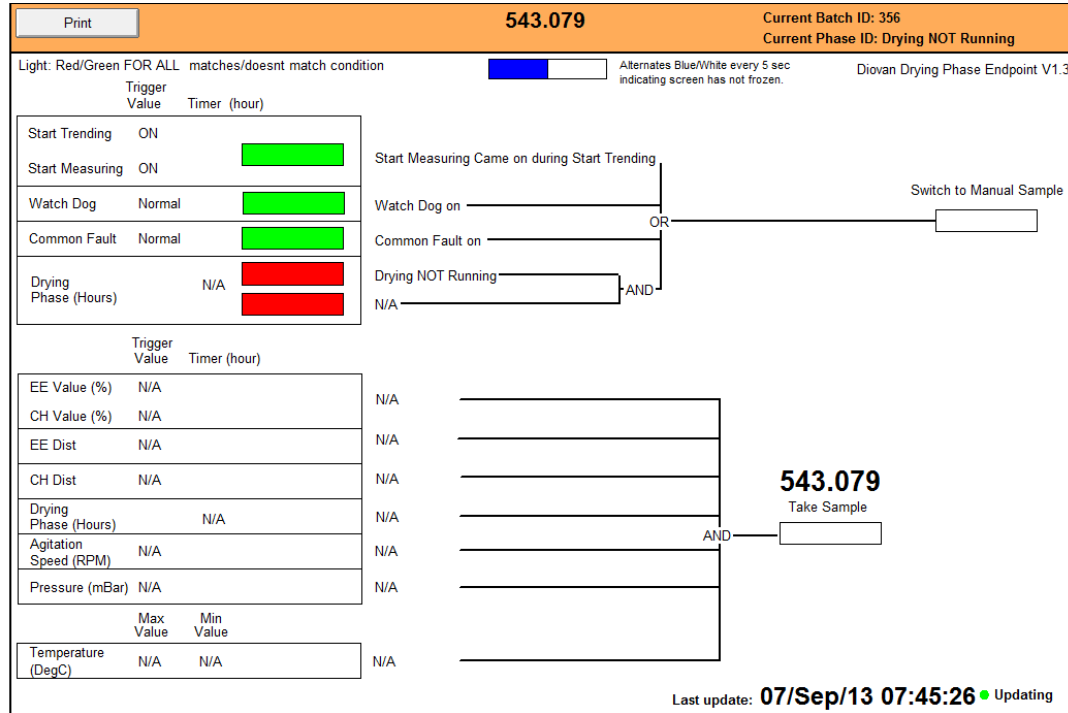 Print
543.079
Current Batch ID: 356
Current Phase ID: Drying NOT Running
Light: Red/Green FOR ALL matches/doesnt match condition
Alternates Blue/White every 5 sec
indicating screen has not frozen.
Diovan Drying Phase Endpoint V1.3
Trigger
Value Timer (hour)
Start Trending ON
Start Measuring ON
Watch Dog Normal
Common Fault Normal
Drying
Phase (Hours) N/A
Start Measuring Came on during Start Trending
Watch Dog on
OR
Common Fault on
Drying NOT Running
AND
N/A
Switch to Manual Sample
Trigger
Value Timer (hour)
EE Value (%) N/A
CH Value (%) N/A
EE Dist N/A
CH Dist N/A
Drying
Phase (Hours) N/A
Agitation
Speed (RPM) N/A
Pressure (mBar) N/A
Max Min
Value Value
Temperature
(DegC) N/A N/A
N/A
N/A
N/A
N/A
N/A
N/A
N/A
AND
543.079
Take Sample
Last update: 07/Sep/13 07:45:26 Updating